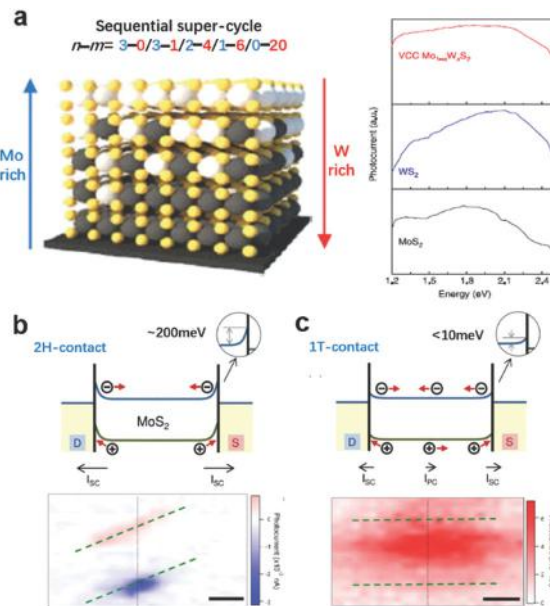 a
Sequential super-cycle
n–m= 3–0/3–1/2–4/1–6/0–20
Mo
rich
W
rich
Photocurrent (a.u.)
VCC Mo1-xWxS2
WS2
MoS2
1.2 1.5 1.8 2.1 2.4
Energy (eV)
b
~200meV
2H-contact
MoS2
D
S
ISC
ISC
c
<10meV
1T-contact
D
S
ISC
IPC
ISC